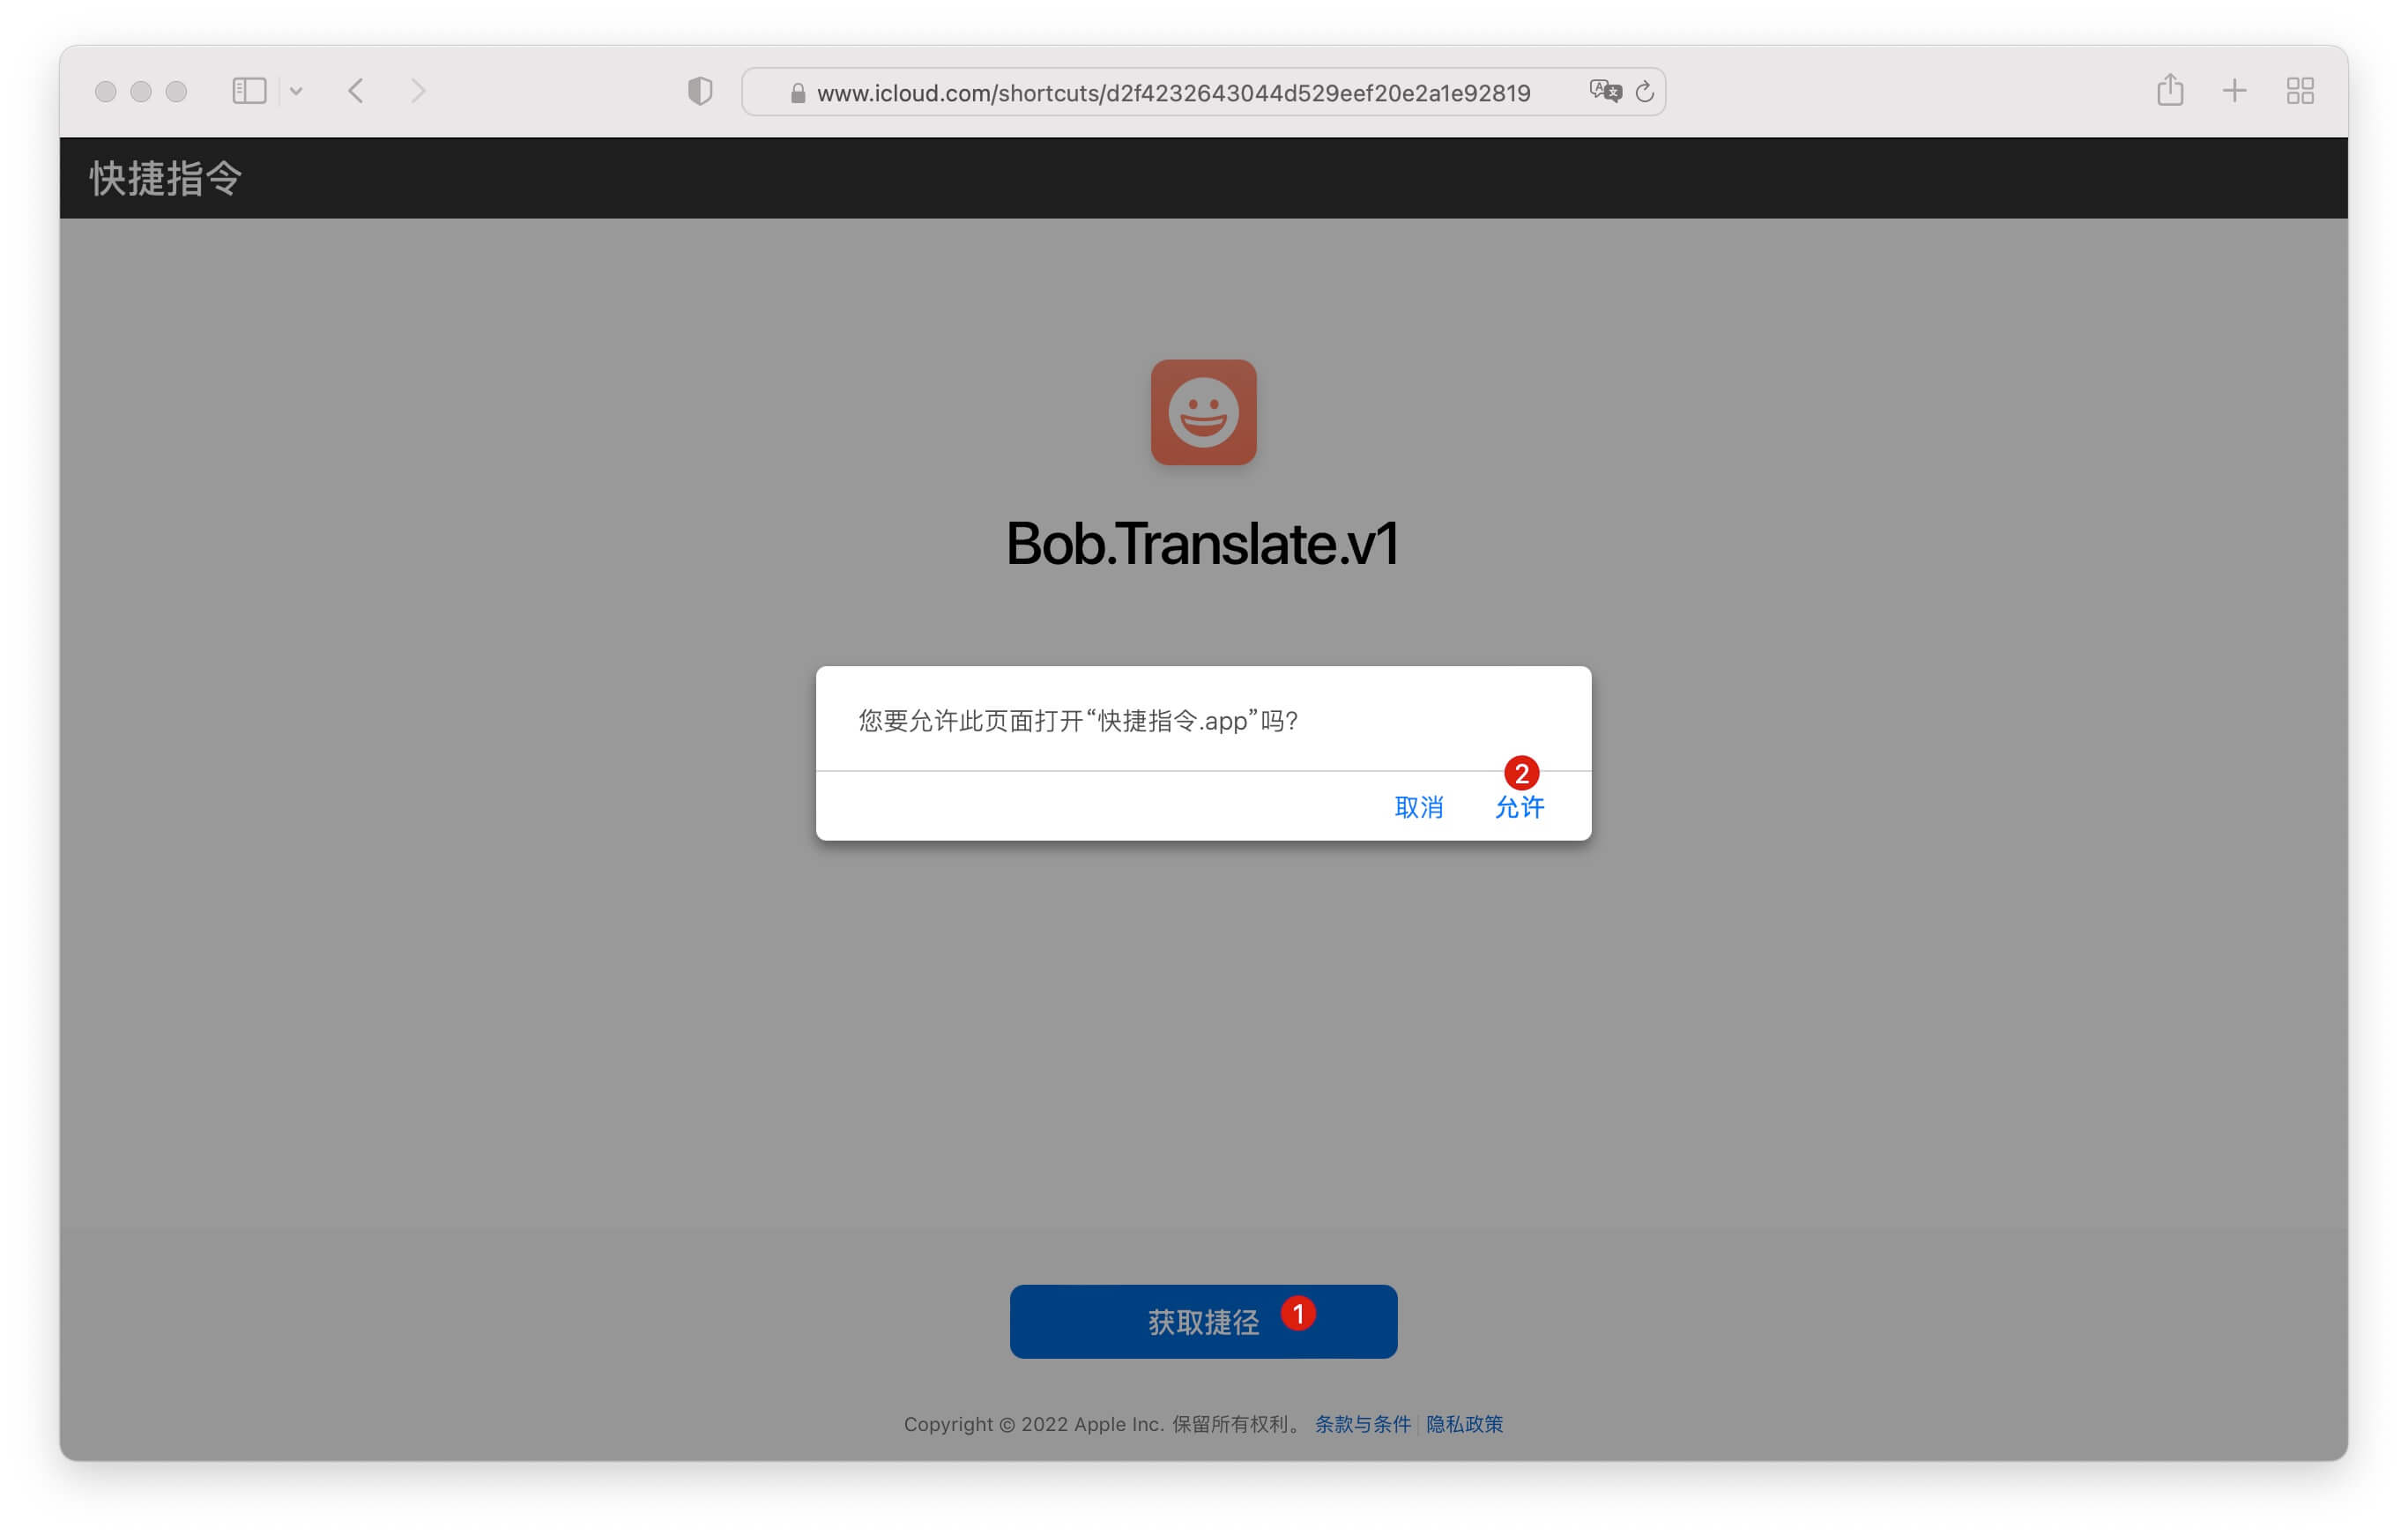 www.icloud.com/shortcuts/d2f4232643044d529eef20e2a1e92819
快捷指令
Bob.Translate.v1
您要允许此页面打开“快捷指令.app”吗?
2
取消 允许
获取捷径 1
Copyright © 2022 Apple Inc. 保留所有权利。 条款与条件 | 隐私政策